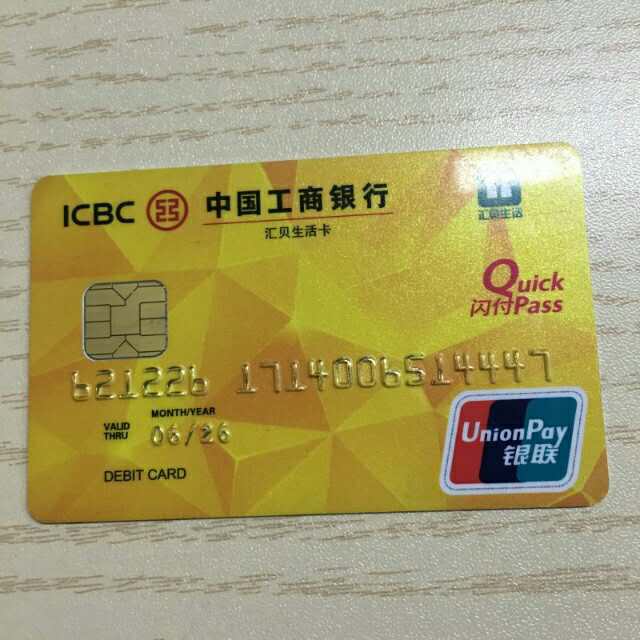 ICBC 中国工商银行
汇贝生活卡
汇贝生活
Quick
闪付Pass
621226 1714006514447
MONTH/YEAR
VALID
THRU 06/26
DEBIT CARD
UnionPay
银联